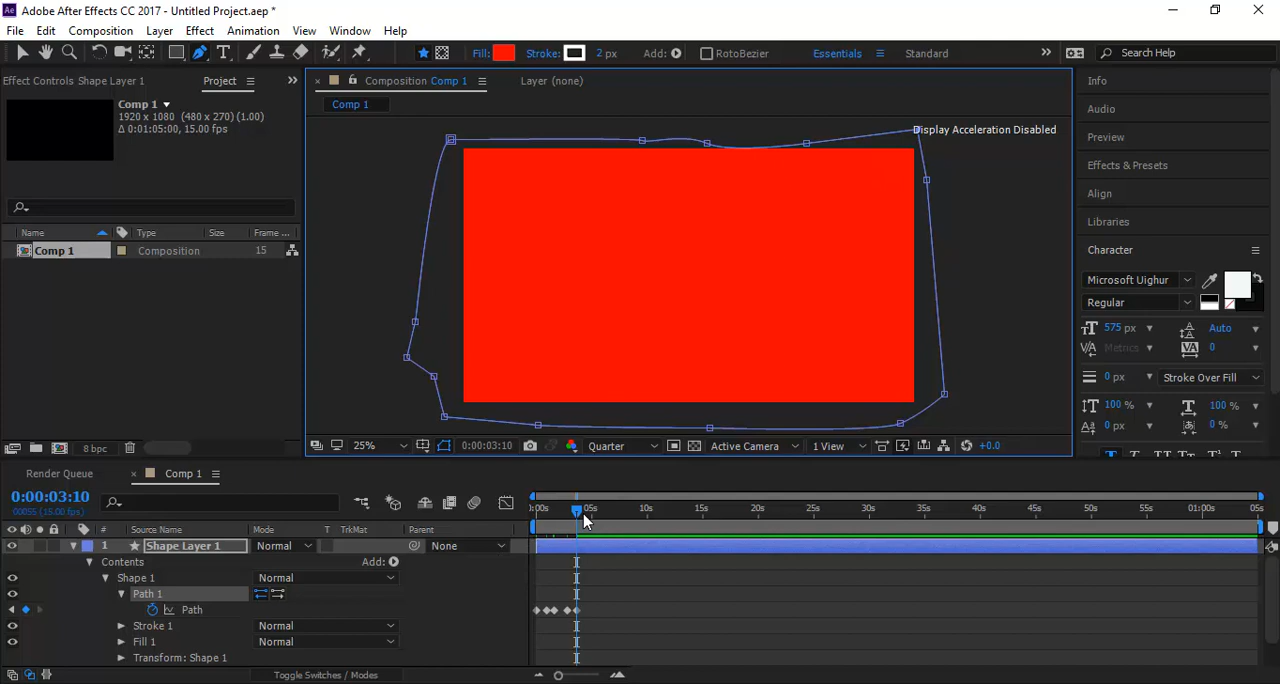 Adobe After Effects CC 2017 - Untitled Project.aep *
File Edit Composition Layer Effect Animation View Window Help
Fill: Stroke: 2 px Add: RotoBezier Essentials Standard Search Help
Effect Controls Shape Layer 1 Project Composition Comp 1 Layer (none) Info
Comp 1
Comp 1
1920 x 1080 (480 x 270) (1.00)
Δ 0:01:05:00, 15.00 fps
Display Acceleration Disabled
Audio
Preview
Effects & Presets
Align
Libraries
Name Type Size Frame ...
Comp 1 Composition 15
Character
Microsoft Uighur
Regular
575 px Auto
Metrics 0
0 px Stroke Over Fill
100 % 100 %
0 px 0 %
8 bpc
25% 0:00:03:10 Quarter Active Camera 1 View +0.0
Render Queue Comp 1
0:00:03:10
00055 (15.00 fps)
:00s 05s 10s 15s 20s 25s 30s 35s 40s 45s 50s 55s 01:00s 05s
# Source Name Mode T TrkMat Parent
1 Shape Layer 1 Normal None
Contents Add:
Shape 1 Normal
Path 1
Path
Stroke 1 Normal
Fill 1 Normal
Transform: Shape 1
Toggle Switches / Modes